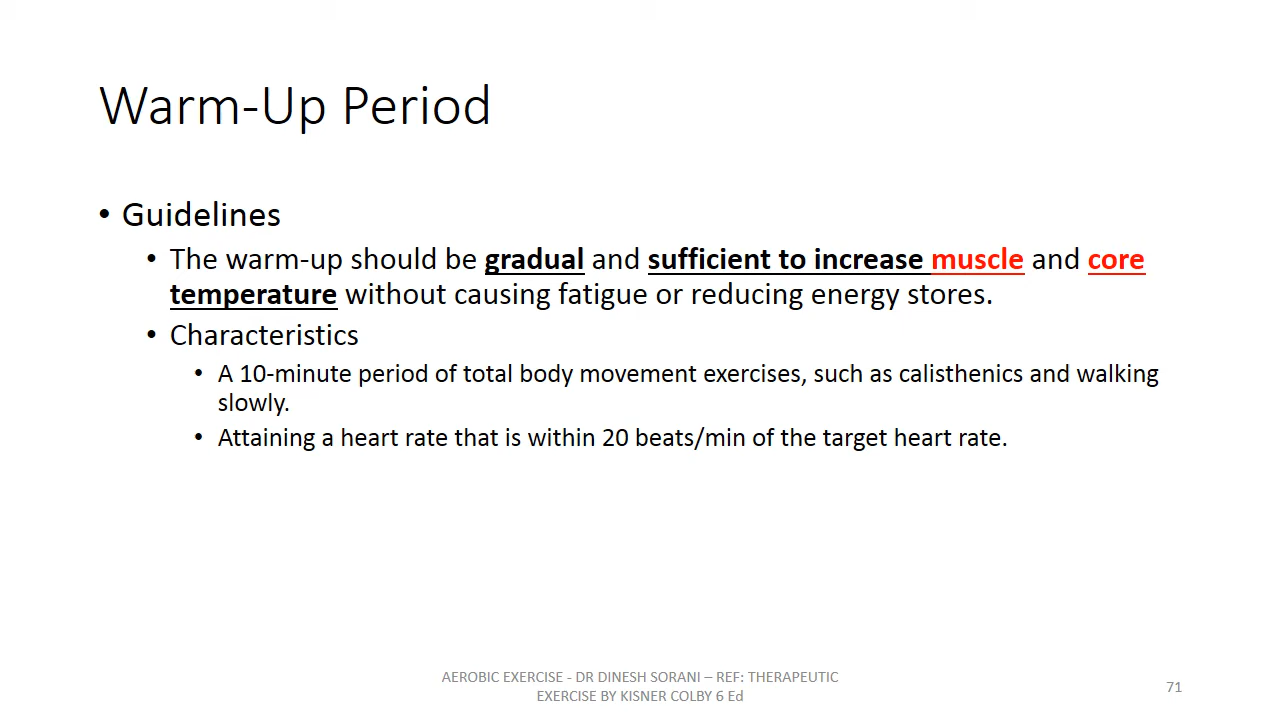 Warm-Up Period
• Guidelines
• The warm-up should be gradual and sufficient to increase muscle and core
temperature without causing fatigue or reducing energy stores.
• Characteristics
• A 10-minute period of total body movement exercises, such as calisthenics and walking
slowly.
• Attaining a heart rate that is within 20 beats/min of the target heart rate.
AEROBIC EXERCISE - DR DINESH SORANI – REF: THERAPEUTIC
EXERCISE BY KISNER COLBY 6 Ed
71